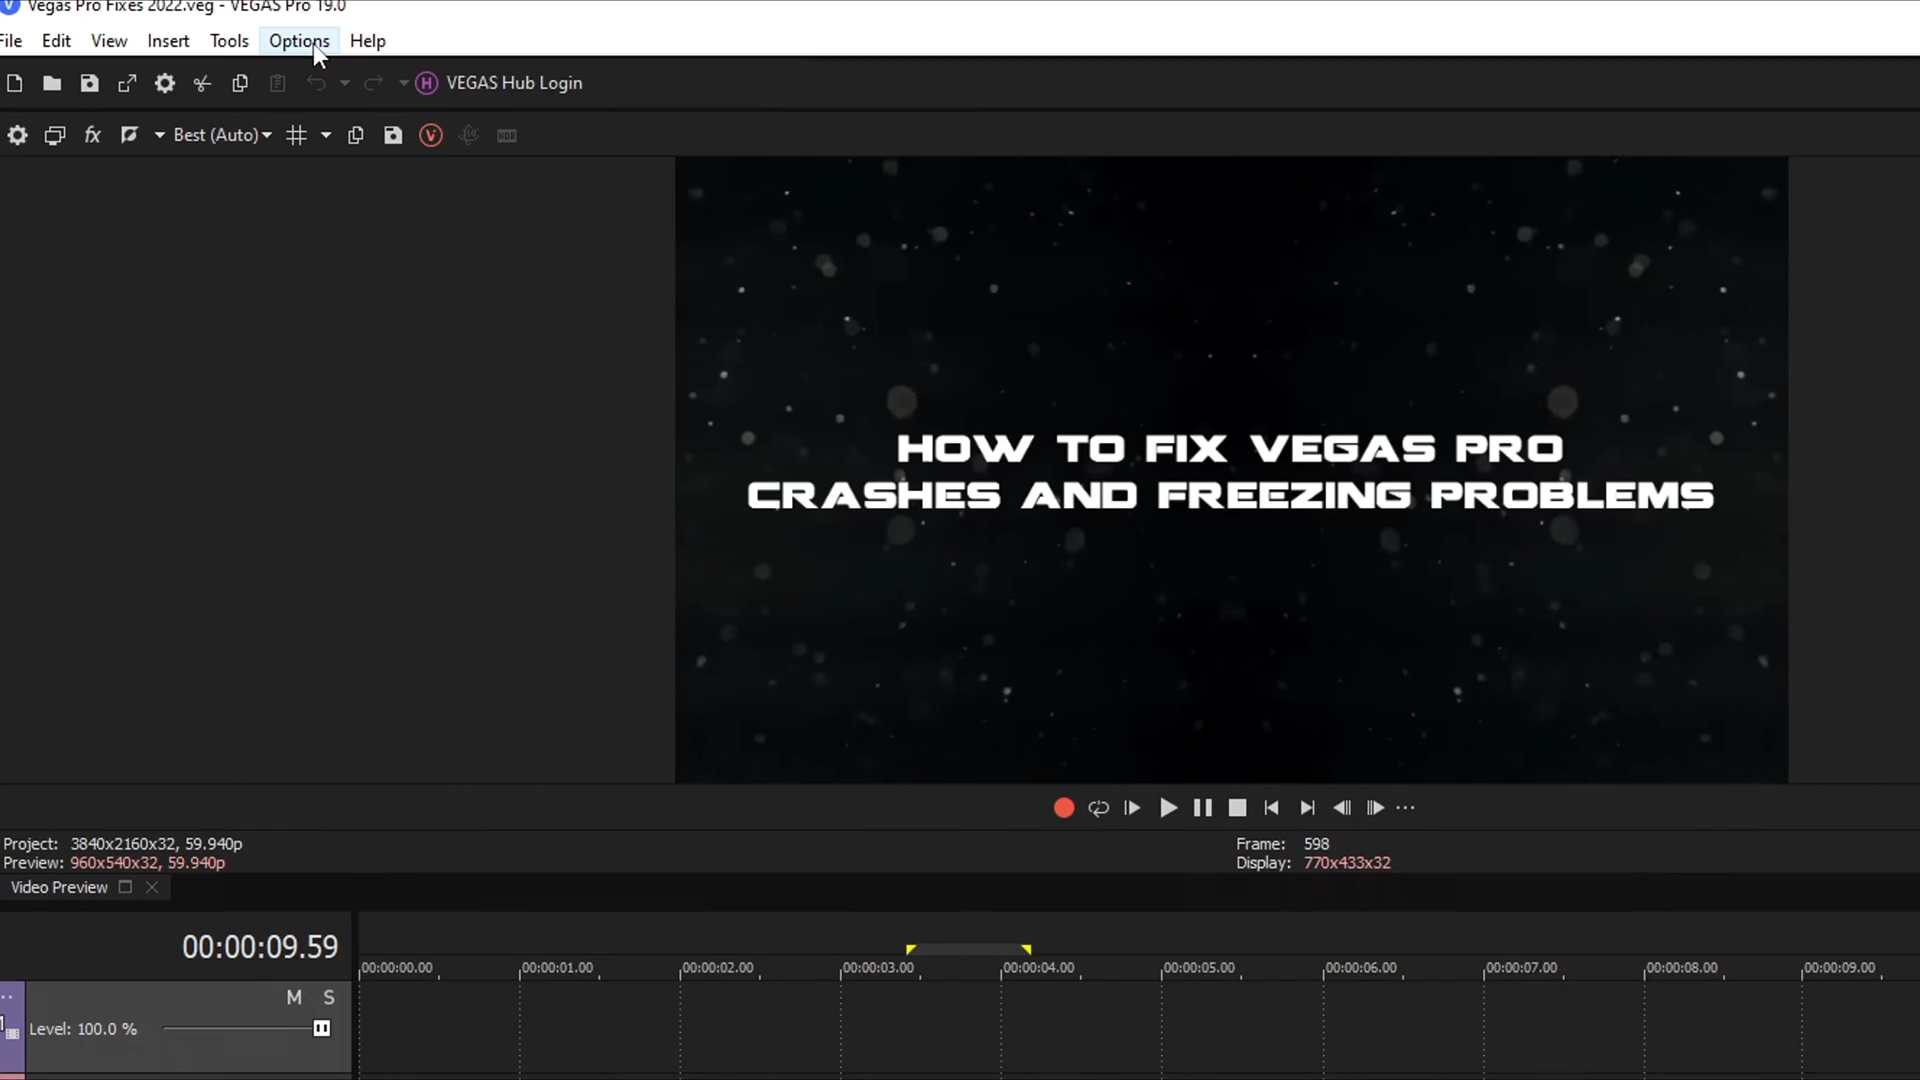 Vegas Pro Fixes 2022.veg - VEGAS Pro 19.0
File Edit View Insert Tools Options Help
VEGAS Hub Login
fx Best (Auto) HDR
HOW TO FIX VEGAS PRO
CRASHES AND FREEZING PROBLEMS
Project: 3840x2160x32, 59.940p
Frame: 598
Preview: 960x540x32, 59.940p
Display: 770x433x32
Video Preview
00:00:09.59
00:00:00.00 00:00:01.00 00:00:02.00 00:00:03.00 00:00:04.00 00:00:05.00 00:00:06.00 00:00:07.00 00:00:08.00 00:00:09.00
M S
Level: 100.0 %